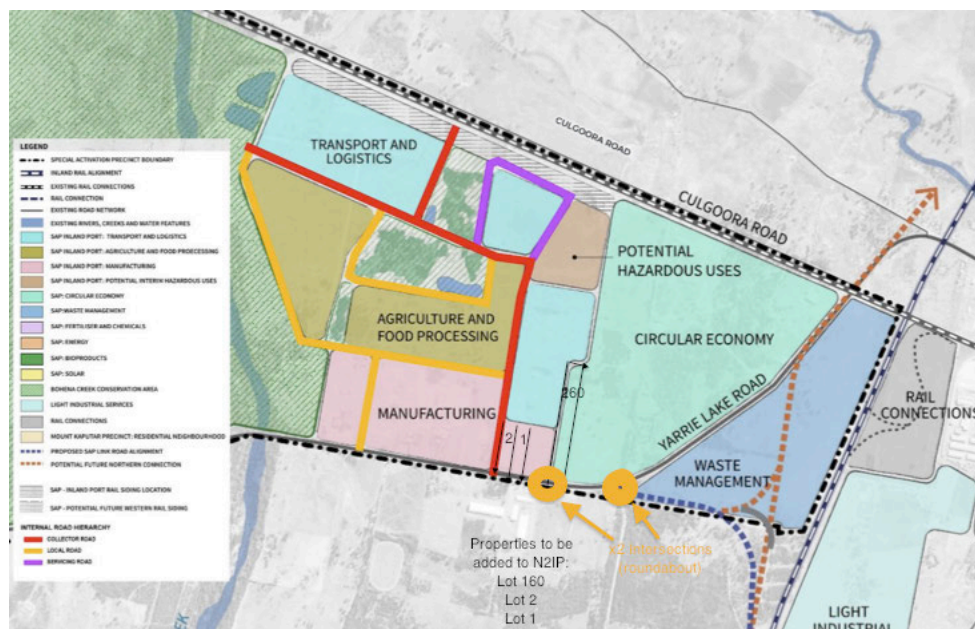 CULGOORA ROAD
CULGOORA ROAD
TRANSPORT AND
LOGISTICS
POTENTIAL
HAZARDOUS USES
AGRICULTURE AND
FOOD PROCESSING
CIRCULAR ECONOMY
YARRIE LAKE ROAD
RAIL
CONNECTIONS
MANUFACTURING
260
2
1
WASTE
MANAGEMENT
x2 Intersections
(roundabout)
Properties to be
added to N2IP:
Lot 160
Lot 2
Lot 1
LIGHT
INDUSTRIAL
EK
LEGEND
SPECIAL ACTIVATION PRECINCT BOUNDARY
INLAND RAIL ALIGNMENT
EXISTING RAIL CONNECTIONS
RAIL CONNECTION
EXISTING ROAD NETWORK
EXISTING RIVERS, CREEKS AND WATER FEATURES
SAP INLAND PORT: TRANSPORT AND LOGISTICS
SAP INLAND PORT: AGRICULTURE AND FOOD PROECESSING
SAP INLAND PORT: MANUFACTURING
SAP INLAND PORT: POTENTIAL INTERIM HAZARDOUS USES
SAP: CIRCULAR ECONOMY
SAP:WASTE MANAGEMENT
SAP: FERTILISER AND CHEMICALS
SAP: ENERGY
SAP: BIOPRODUCTS
SAP: SOLAR
BOHENA CREEK CONSERVATION AREA
LIGHT INDUSTRIAL SERVICES
RAIL CONNECTIONS
MOUNT KAPUTAR PRECINCT: RESIDENTIAL NEIGHBOURHOOD
PROPOSED SAP LINK ROAD ALIGNMENT
POTENTIAL FUTURE NORTHERN CONNECTION
SAP - INLAND PORT RAIL SIDING LOCATION
SAP - POTENTIAL FUTURE WESTERN RAIL SIDING
INTERNAL ROAD HIERARCHY
COLLECTOR ROAD
LOCAL ROAD
SERVICING ROAD